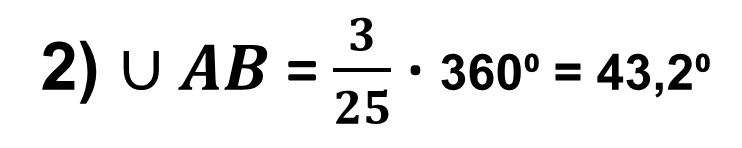 2) ∪ AB = 3/25 · 360⁰ = 43,2⁰